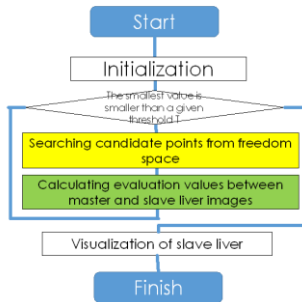 Start
Initialization
The smallest value is
smaller than a given
threshold T
Searching candidate points from freedom
space
Calculating evaluation values between
master and slave liver images
Visualization of slave liver
Finish